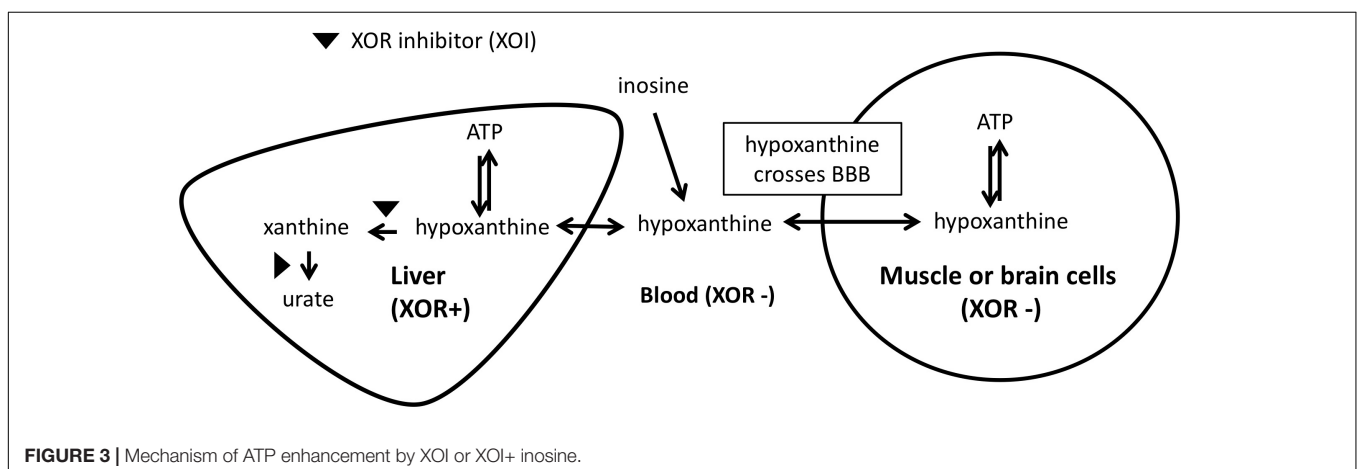 XOR inhibitor (XOI)
inosine
ATP
hypoxanthine
crosses BBB
ATP
xanthine
hypoxanthine
hypoxanthine
hypoxanthine
urate
Liver
(XOR+)
Blood (XOR -)
Muscle or brain cells
(XOR -)
FIGURE 3 | Mechanism of ATP enhancement by XOI or XOI+ inosine.